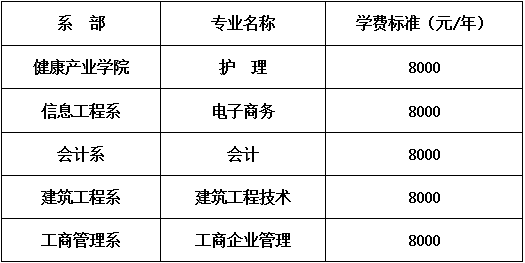 系 部 专业名称 学费标准（元/年）
健康产业学院 护 理 8000
信息工程系 电子商务 8000
会计系 会计 8000
建筑工程系 建筑工程技术 8000
工商管理系 工商企业管理 8000